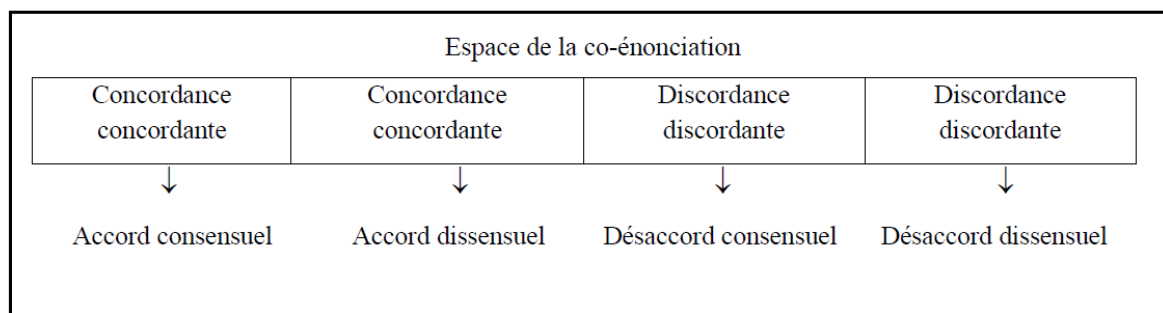 Espace de la co-énonciation
Concordance concordante
Concordance concordante
Discordance discordante
Discordance discordante
↓ ↓ ↓ ↓
Accord consensuel
Accord dissensuel
Désaccord consensuel
Désaccord dissensuel